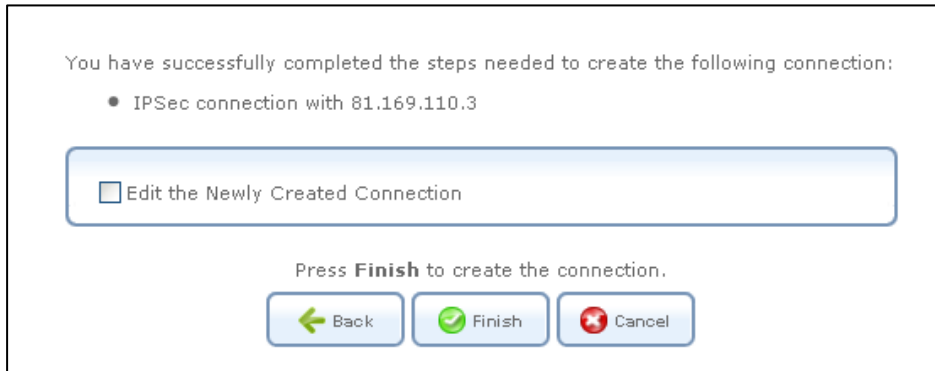 You have successfully completed the steps needed to create the following connection:
IPSec connection with 81.169.110.3
Edit the Newly Created Connection
Press Finish to create the connection.
Back
Finish
Cancel